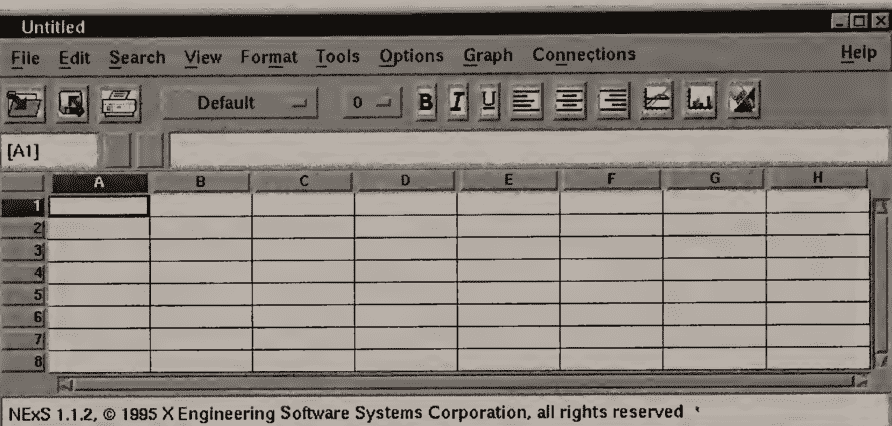 Untitled
File Edit Search View Format Tools Options Graph Connections Help
Default 0 B I U
[A1]
A B C D E F G H
1
2
3
4
5
6
7
8
NExS 1.1.2, © 1995 X Engineering Software Systems Corporation, all rights reserved